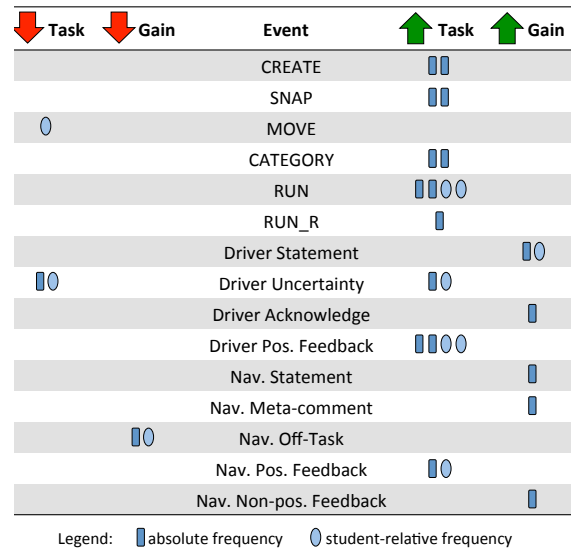 Task Gain Event Task Gain
CREATE
SNAP
MOVE
CATEGORY
RUN
RUN_R
Driver Statement
Driver Uncertainty
Driver Acknowledge
Driver Pos. Feedback
Nav. Statement
Nav. Meta-comment
Nav. Off-Task
Nav. Pos. Feedback
Nav. Non-pos. Feedback
Legend: absolute frequency student-relative frequency